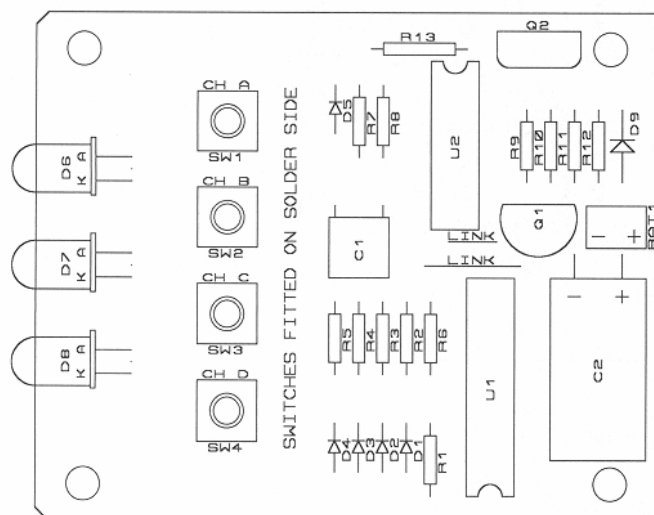 R13
Q2
CH A
SW1
D5
R7
R8
U2
R9
R10
R11
R12
D9
D6
A
K
CH B
SW2
SWITCHES FITTED ON SOLDER SIDE
C1
LINK
LINK
Q1
- +
BAT1
D7
A
K
CH C
SW3
R5
R4
R3
R2
R6
U1
- +
C2
D8
A
K
CH D
SW4
D4
D3
D2
D1
R1